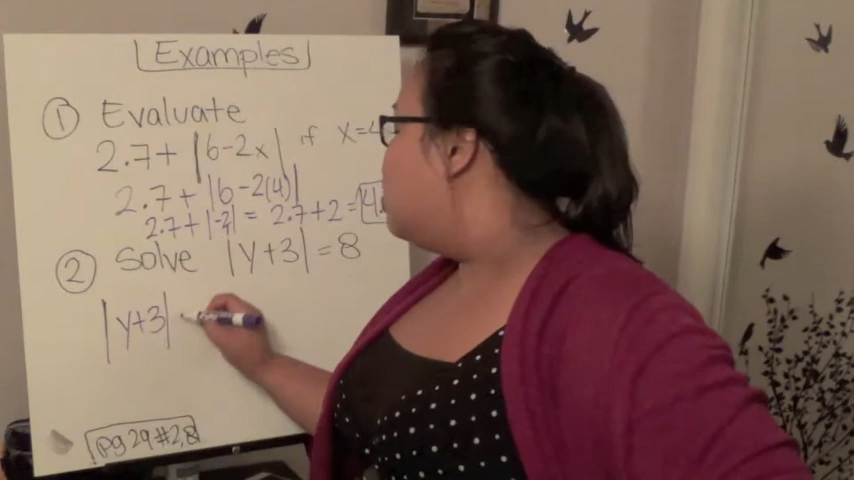 Examples
① Evaluate
2.7+ |6-2x| if x=4
2.7+ |6-2(4)|
2.7+|-2| = 2.7+2=
② Solve |y+3|=8
|y+3|
pg 29 #2,8